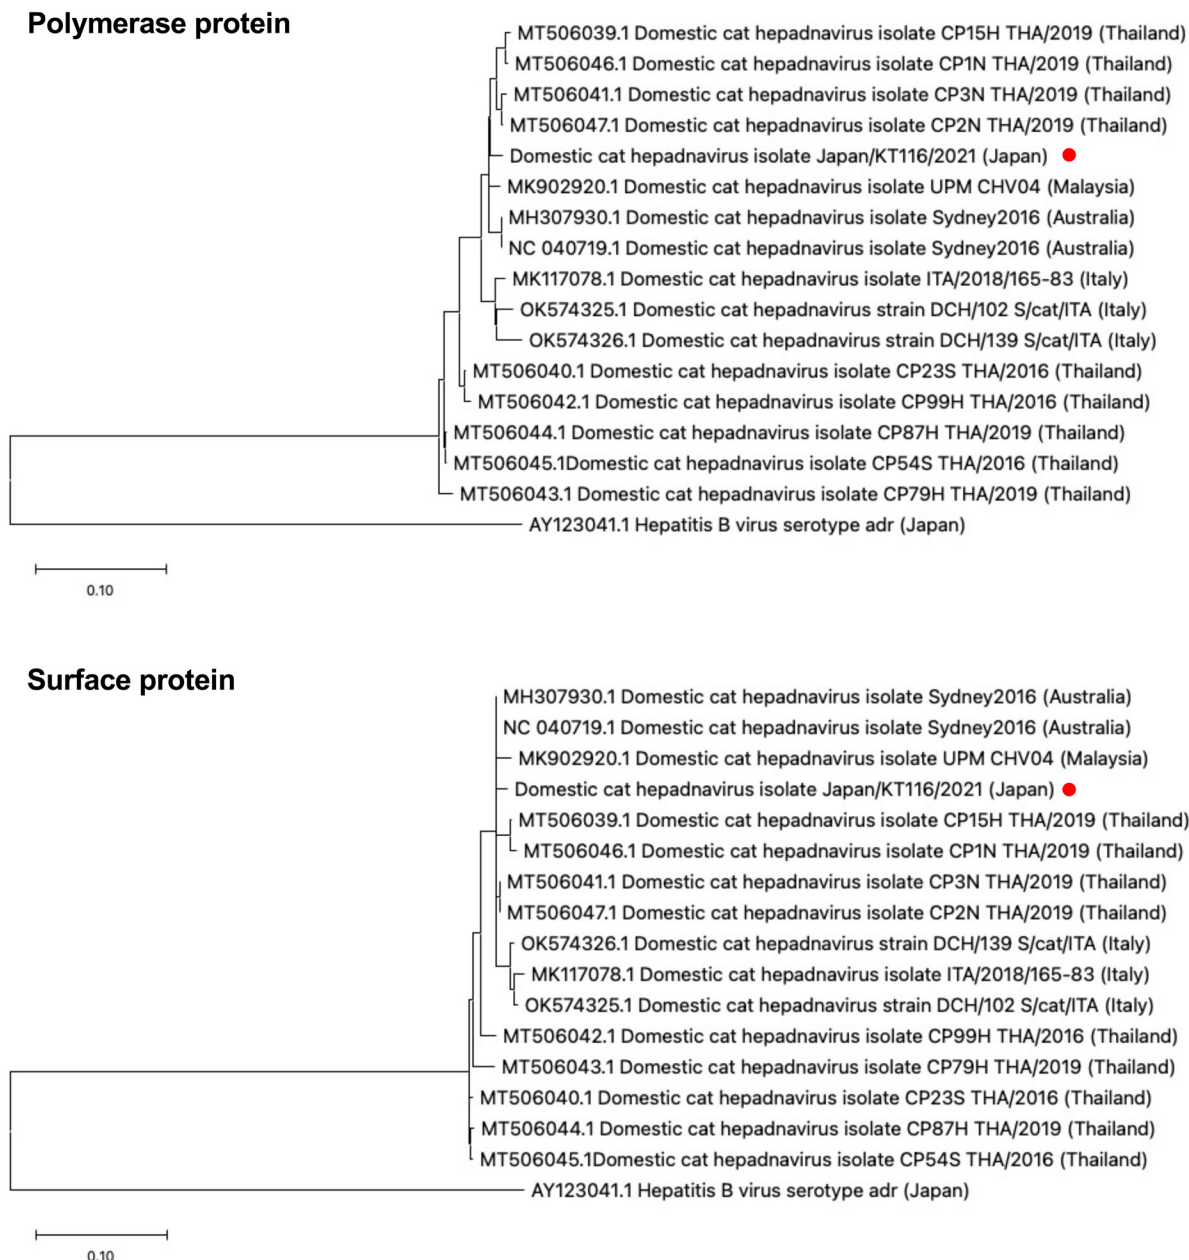 Polymerase protein
MT506039.1 Domestic cat hepadnavirus isolate CP15H THA/2019 (Thailand)
MT506046.1 Domestic cat hepadnavirus isolate CP1N THA/2019 (Thailand)
MT506041.1 Domestic cat hepadnavirus isolate CP3N THA/2019 (Thailand)
MT506047.1 Domestic cat hepadnavirus isolate CP2N THA/2019 (Thailand)
Domestic cat hepadnavirus isolate Japan/KT116/2021 (Japan)
MK902920.1 Domestic cat hepadnavirus isolate UPM CHV04 (Malaysia)
MH307930.1 Domestic cat hepadnavirus isolate Sydney2016 (Australia)
NC 040719.1 Domestic cat hepadnavirus isolate Sydney2016 (Australia)
MK117078.1 Domestic cat hepadnavirus isolate ITA/2018/165-83 (Italy)
OK574325.1 Domestic cat hepadnavirus strain DCH/102 S/cat/ITA (Italy)
OK574326.1 Domestic cat hepadnavirus strain DCH/139 S/cat/ITA (Italy)
MT506040.1 Domestic cat hepadnavirus isolate CP23S THA/2016 (Thailand)
MT506042.1 Domestic cat hepadnavirus isolate CP99H THA/2016 (Thailand)
MT506044.1 Domestic cat hepadnavirus isolate CP87H THA/2019 (Thailand)
MT506045.1Domestic cat hepadnavirus isolate CP54S THA/2016 (Thailand)
MT506043.1 Domestic cat hepadnavirus isolate CP79H THA/2019 (Thailand)
AY123041.1 Hepatitis B virus serotype adr (Japan)
0.10
Surface protein
MH307930.1 Domestic cat hepadnavirus isolate Sydney2016 (Australia)
NC 040719.1 Domestic cat hepadnavirus isolate Sydney2016 (Australia)
MK902920.1 Domestic cat hepadnavirus isolate UPM CHV04 (Malaysia)
Domestic cat hepadnavirus isolate Japan/KT116/2021 (Japan)
MT506039.1 Domestic cat hepadnavirus isolate CP15H THA/2019 (Thailand)
MT506046.1 Domestic cat hepadnavirus isolate CP1N THA/2019 (Thailand)
MT506041.1 Domestic cat hepadnavirus isolate CP3N THA/2019 (Thailand)
MT506047.1 Domestic cat hepadnavirus isolate CP2N THA/2019 (Thailand)
OK574326.1 Domestic cat hepadnavirus strain DCH/139 S/cat/ITA (Italy)
MK117078.1 Domestic cat hepadnavirus isolate ITA/2018/165-83 (Italy)
OK574325.1 Domestic cat hepadnavirus strain DCH/102 S/cat/ITA (Italy)
MT506042.1 Domestic cat hepadnavirus isolate CP99H THA/2016 (Thailand)
MT506043.1 Domestic cat hepadnavirus isolate CP79H THA/2019 (Thailand)
MT506040.1 Domestic cat hepadnavirus isolate CP23S THA/2016 (Thailand)
MT506044.1 Domestic cat hepadnavirus isolate CP87H THA/2019 (Thailand)
MT506045.1Domestic cat hepadnavirus isolate CP54S THA/2016 (Thailand)
AY123041.1 Hepatitis B virus serotype adr (Japan)
0.10